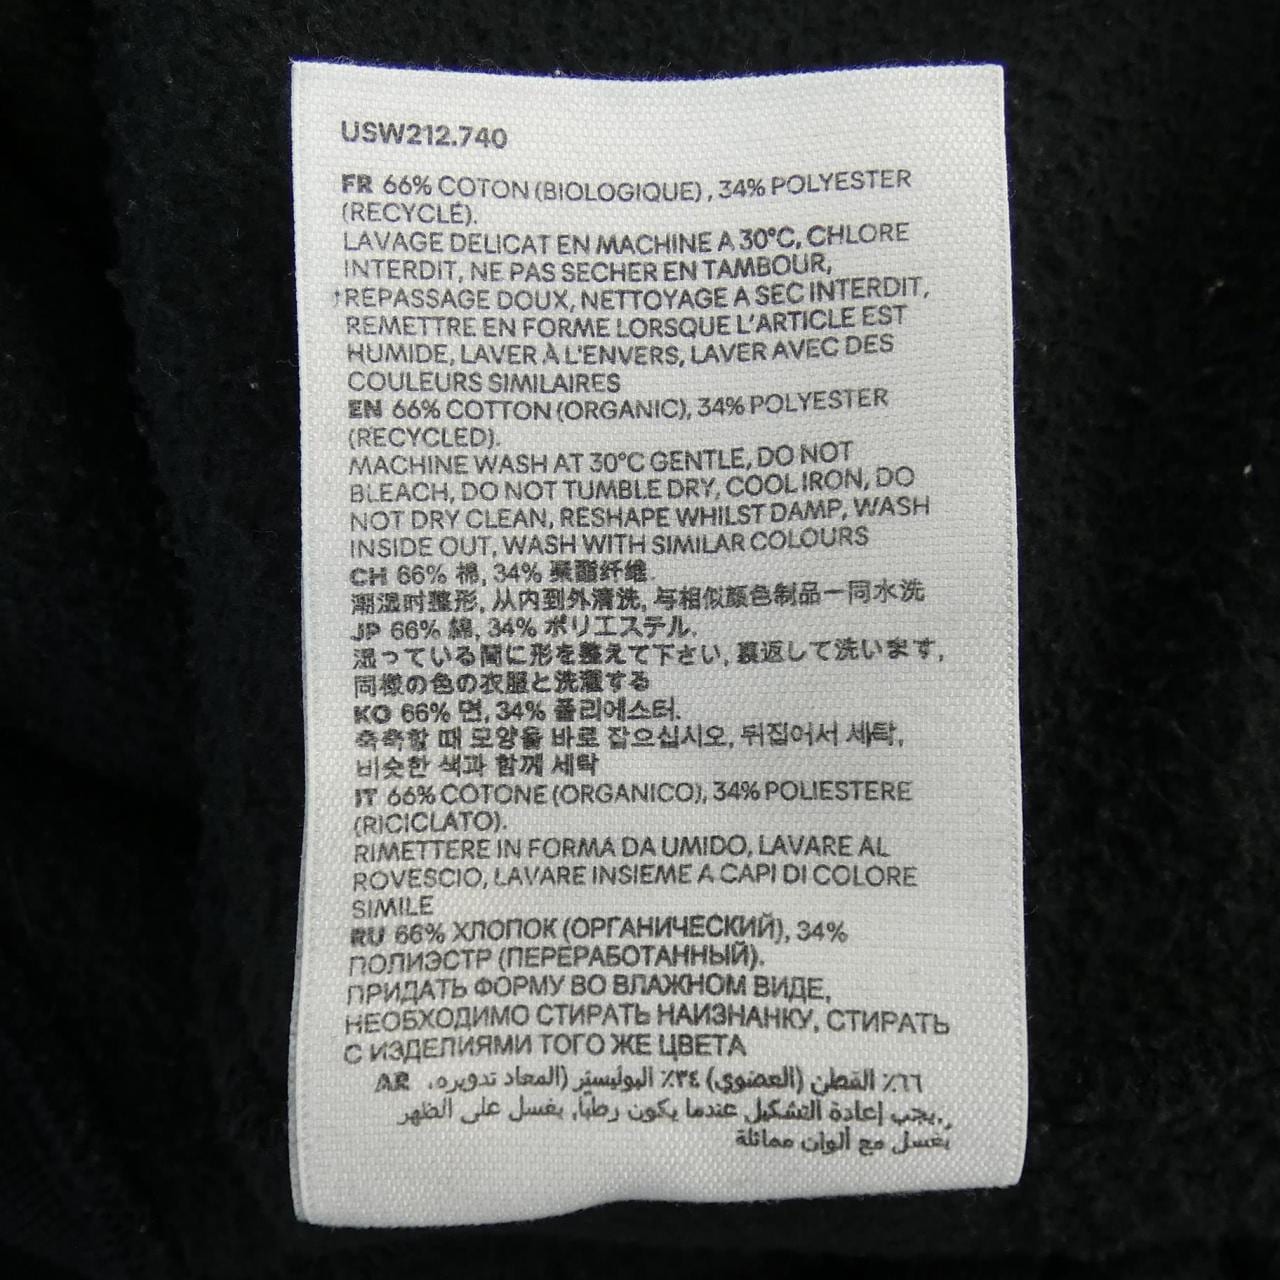 USW212.740
FR 66% COTON (BIOLOGIQUE), 34% POLYESTER
(RECYCLÉ).
LAVAGE DELICAT EN MACHINE A 30°C, CHLORE
INTERDIT, NE PAS SECHER EN TAMBOUR,
REPASSAGE DOUX, NETTOYAGE A SEC INTERDIT,
REMETTRE EN FORME LORSQUE L'ARTICLE EST
HUMIDE, LAVER À L'ENVERS, LAVER AVEC DES
COULEURS SIMILAIRES
EN 66% COTTON (ORGANIC), 34% POLYESTER
(RECYCLED).
MACHINE WASH AT 30°C GENTLE, DO NOT
BLEACH, DO NOT TUMBLE DRY, COOL IRON, DO
NOT DRY CLEAN, RESHAPE WHILST DAMP, WASH
INSIDE OUT, WASH WITH SIMILAR COLOURS
CH 66% 棉, 34% 聚酯纤维.
潮湿时整形, 从内到外清洗, 与相似颜色制品一同水洗
JP 66% 綿, 34% ポリエステル.
湿っている間に形を整えて下さい, 裏返して洗います,
同様の色の衣服と洗濯する
KO 66% 면, 34% 폴리에스터.
축축할 때 모양을 바로 잡으십시오, 뒤집어서 세탁,
비슷한 색과 함께 세탁
IT 66% COTONE (ORGANICO), 34% POLIESTERE
(RICICLATO).
RIMETTERE IN FORMA DA UMIDO, LAVARE AL
ROVESCIO, LAVARE INSIEME A CAPI DI COLORE
SIMILE
RU 66% ХЛОПОК (ОРГАНИЧЕСКИЙ), 34%
ПОЛИЭСТР (ПЕРЕРАБОТАННЫЙ).
ПРИДАТЬ ФОРМУ ВО ВЛАЖНОМ ВИДЕ,
НЕОБХОДИМО СТИРАТЬ НАИЗНАНКУ, СТИРАТЬ
С ИЗДЕЛИЯМИ ТОГО ЖЕ ЦВЕТА
٦٦٪ القطن (العضوي) ٣٤٪ البوليستر (المعاد تدويره. AR
يجب إعادة التشكيل عندما يكون رطبًا, يغسل على الظهر,
يغسل مع ألوان مماثلة